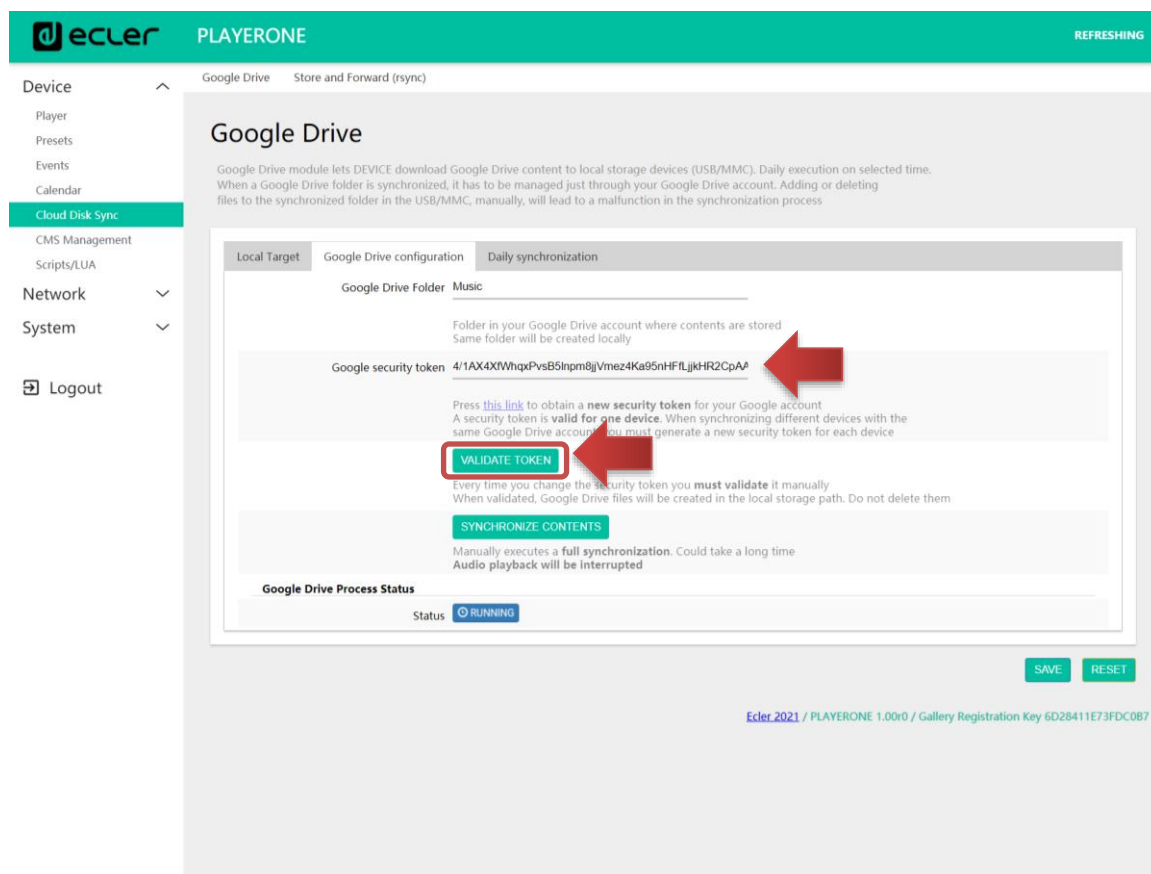 ecler
PLAYERONE
REFRESHING
Device
Player
Presets
Events
Calendar
Cloud Disk Sync
CMS Management
Scripts/LUA
Network
System
Logout
Google Drive Store and Forward (rsync)
Google Drive
Google Drive module lets DEVICE download Google Drive content to local storage devices (USB/MMC). Daily execution on selected time.
When a Google Drive folder is synchronized, it has to be managed just through your Google Drive account. Adding or deleting
files to the synchronized folder in the USB/MMC, manually, will lead to a malfunction in the synchronization process
Local Target Google Drive configuration Daily synchronization
Google Drive Folder Music
Folder in your Google Drive account where contents are stored
Same folder will be created locally
Google security token 4/1AX4XfWhqxPvsB5Inpm8jjVmez4Ka95nHFfLjjkHR2CpAA
Press this link to obtain a new security token for your Google account
A security token is valid for one device. When synchronizing different devices with the
same Google Drive account you must generate a new security token for each device
VALIDATE TOKEN
Every time you change the security token you must validate it manually
When validated, Google Drive files will be created in the local storage path. Do not delete them
SYNCHRONIZE CONTENTS
Manually executes a full synchronization. Could take a long time
Audio playback will be interrupted
Google Drive Process Status
Status RUNNING
SAVE RESET
Ecler 2021 / PLAYERONE 1.00r0 / Gallery Registration Key 6D28411E73FDC0B7